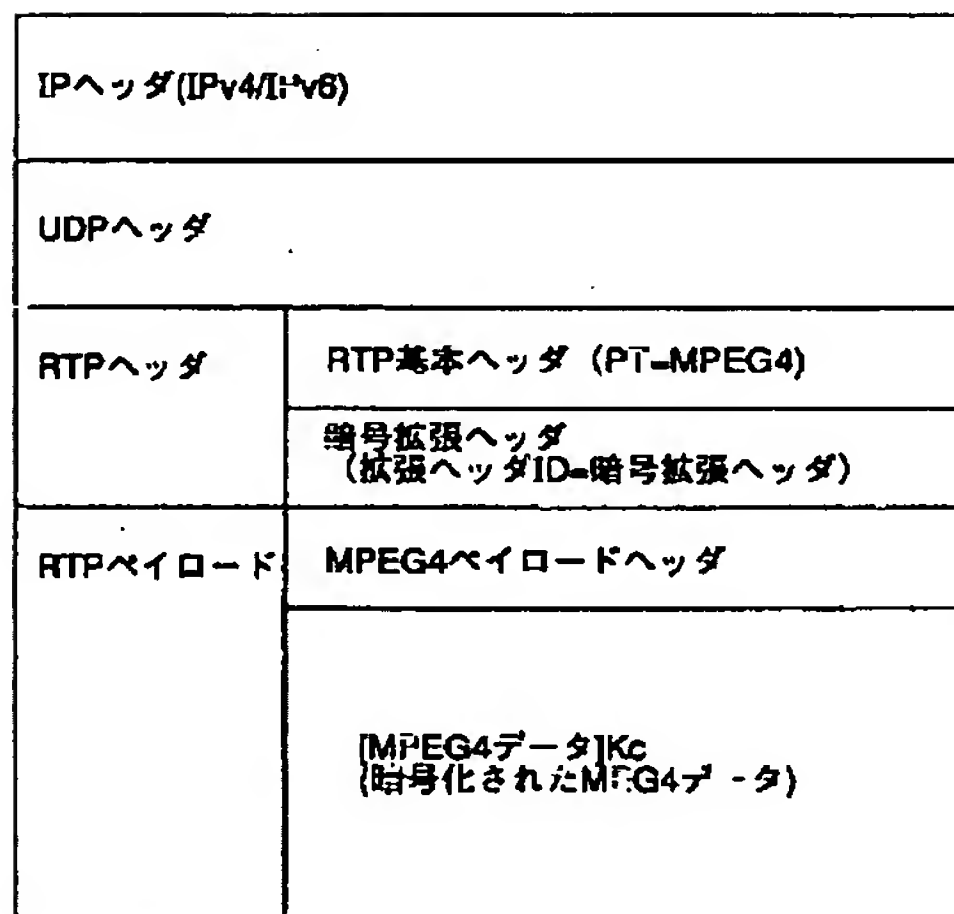 IPヘッダ(IPv4/IPv6)
UDPヘッダ
RTPヘッダ
RTP基本ヘッダ (PT=MPEG4)
暗号拡張ヘッダ
(拡張ヘッダID=暗号拡張ヘッダ)
RTPペイロード
MPEG4ペイロードヘッダ
[MPEG4データ]Kc
(暗号化されたMPEG4データ)